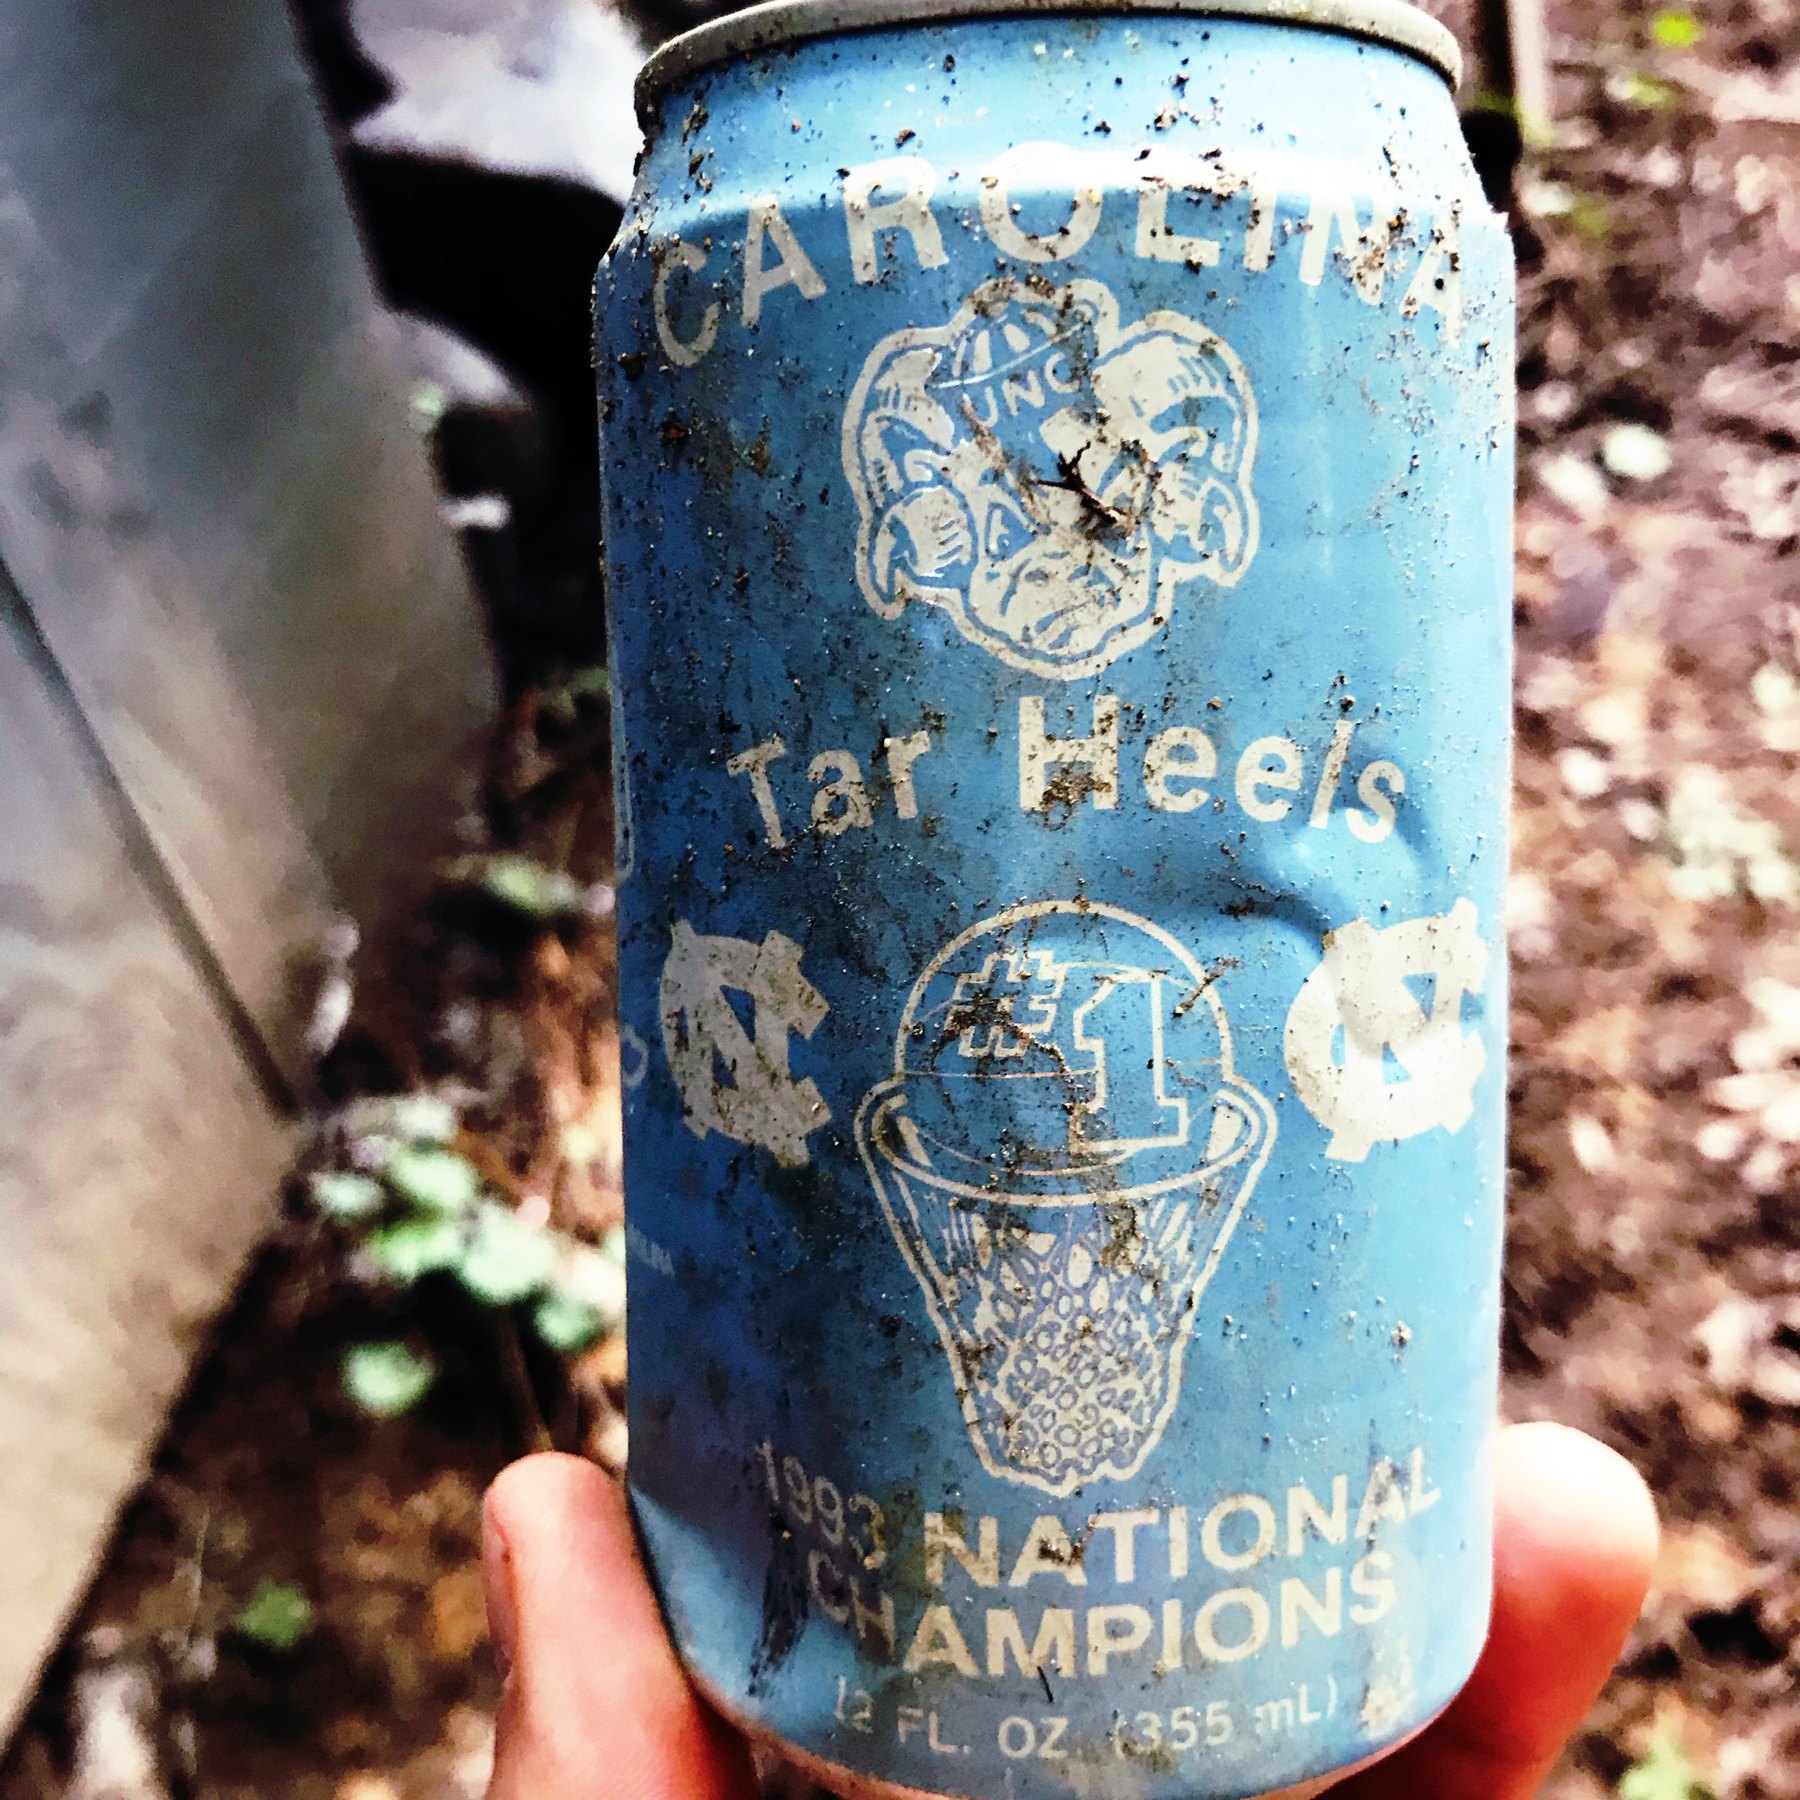 CAROLINA
UNC
Tar Heels
NC
#1
NC
1993 NATIONAL
CHAMPIONS
12 FL. OZ. (355 mL)